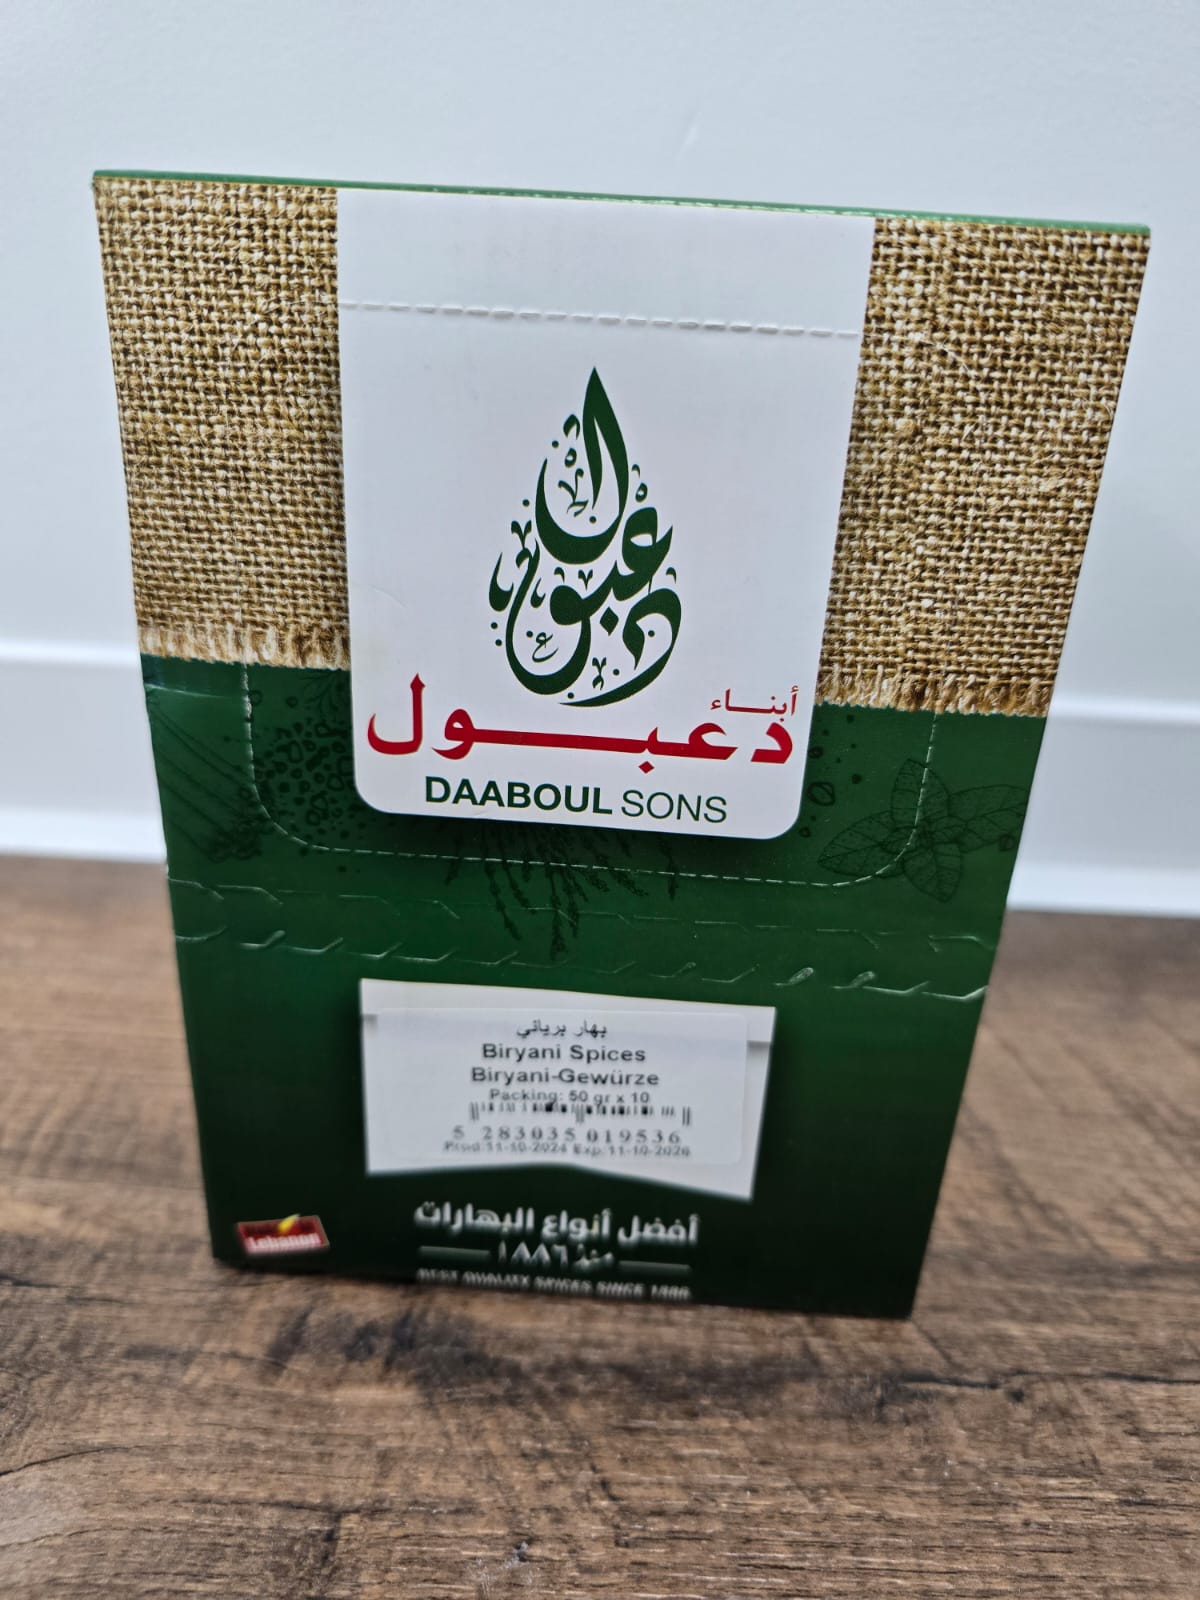 دعبول
أبناء
دعبول
DAABOUL SONS
بهار برياني
Biryani Spices
Biryani-Gewürze
Packing: 50 gr x 10
5 283035 019536
Prod:11-10-2024 Exp:11-10-2026
أفضل أنواع البهارات
منذ ١٨٨٦
BEST QUALITY SPICES SINCE 1886
Lebanon